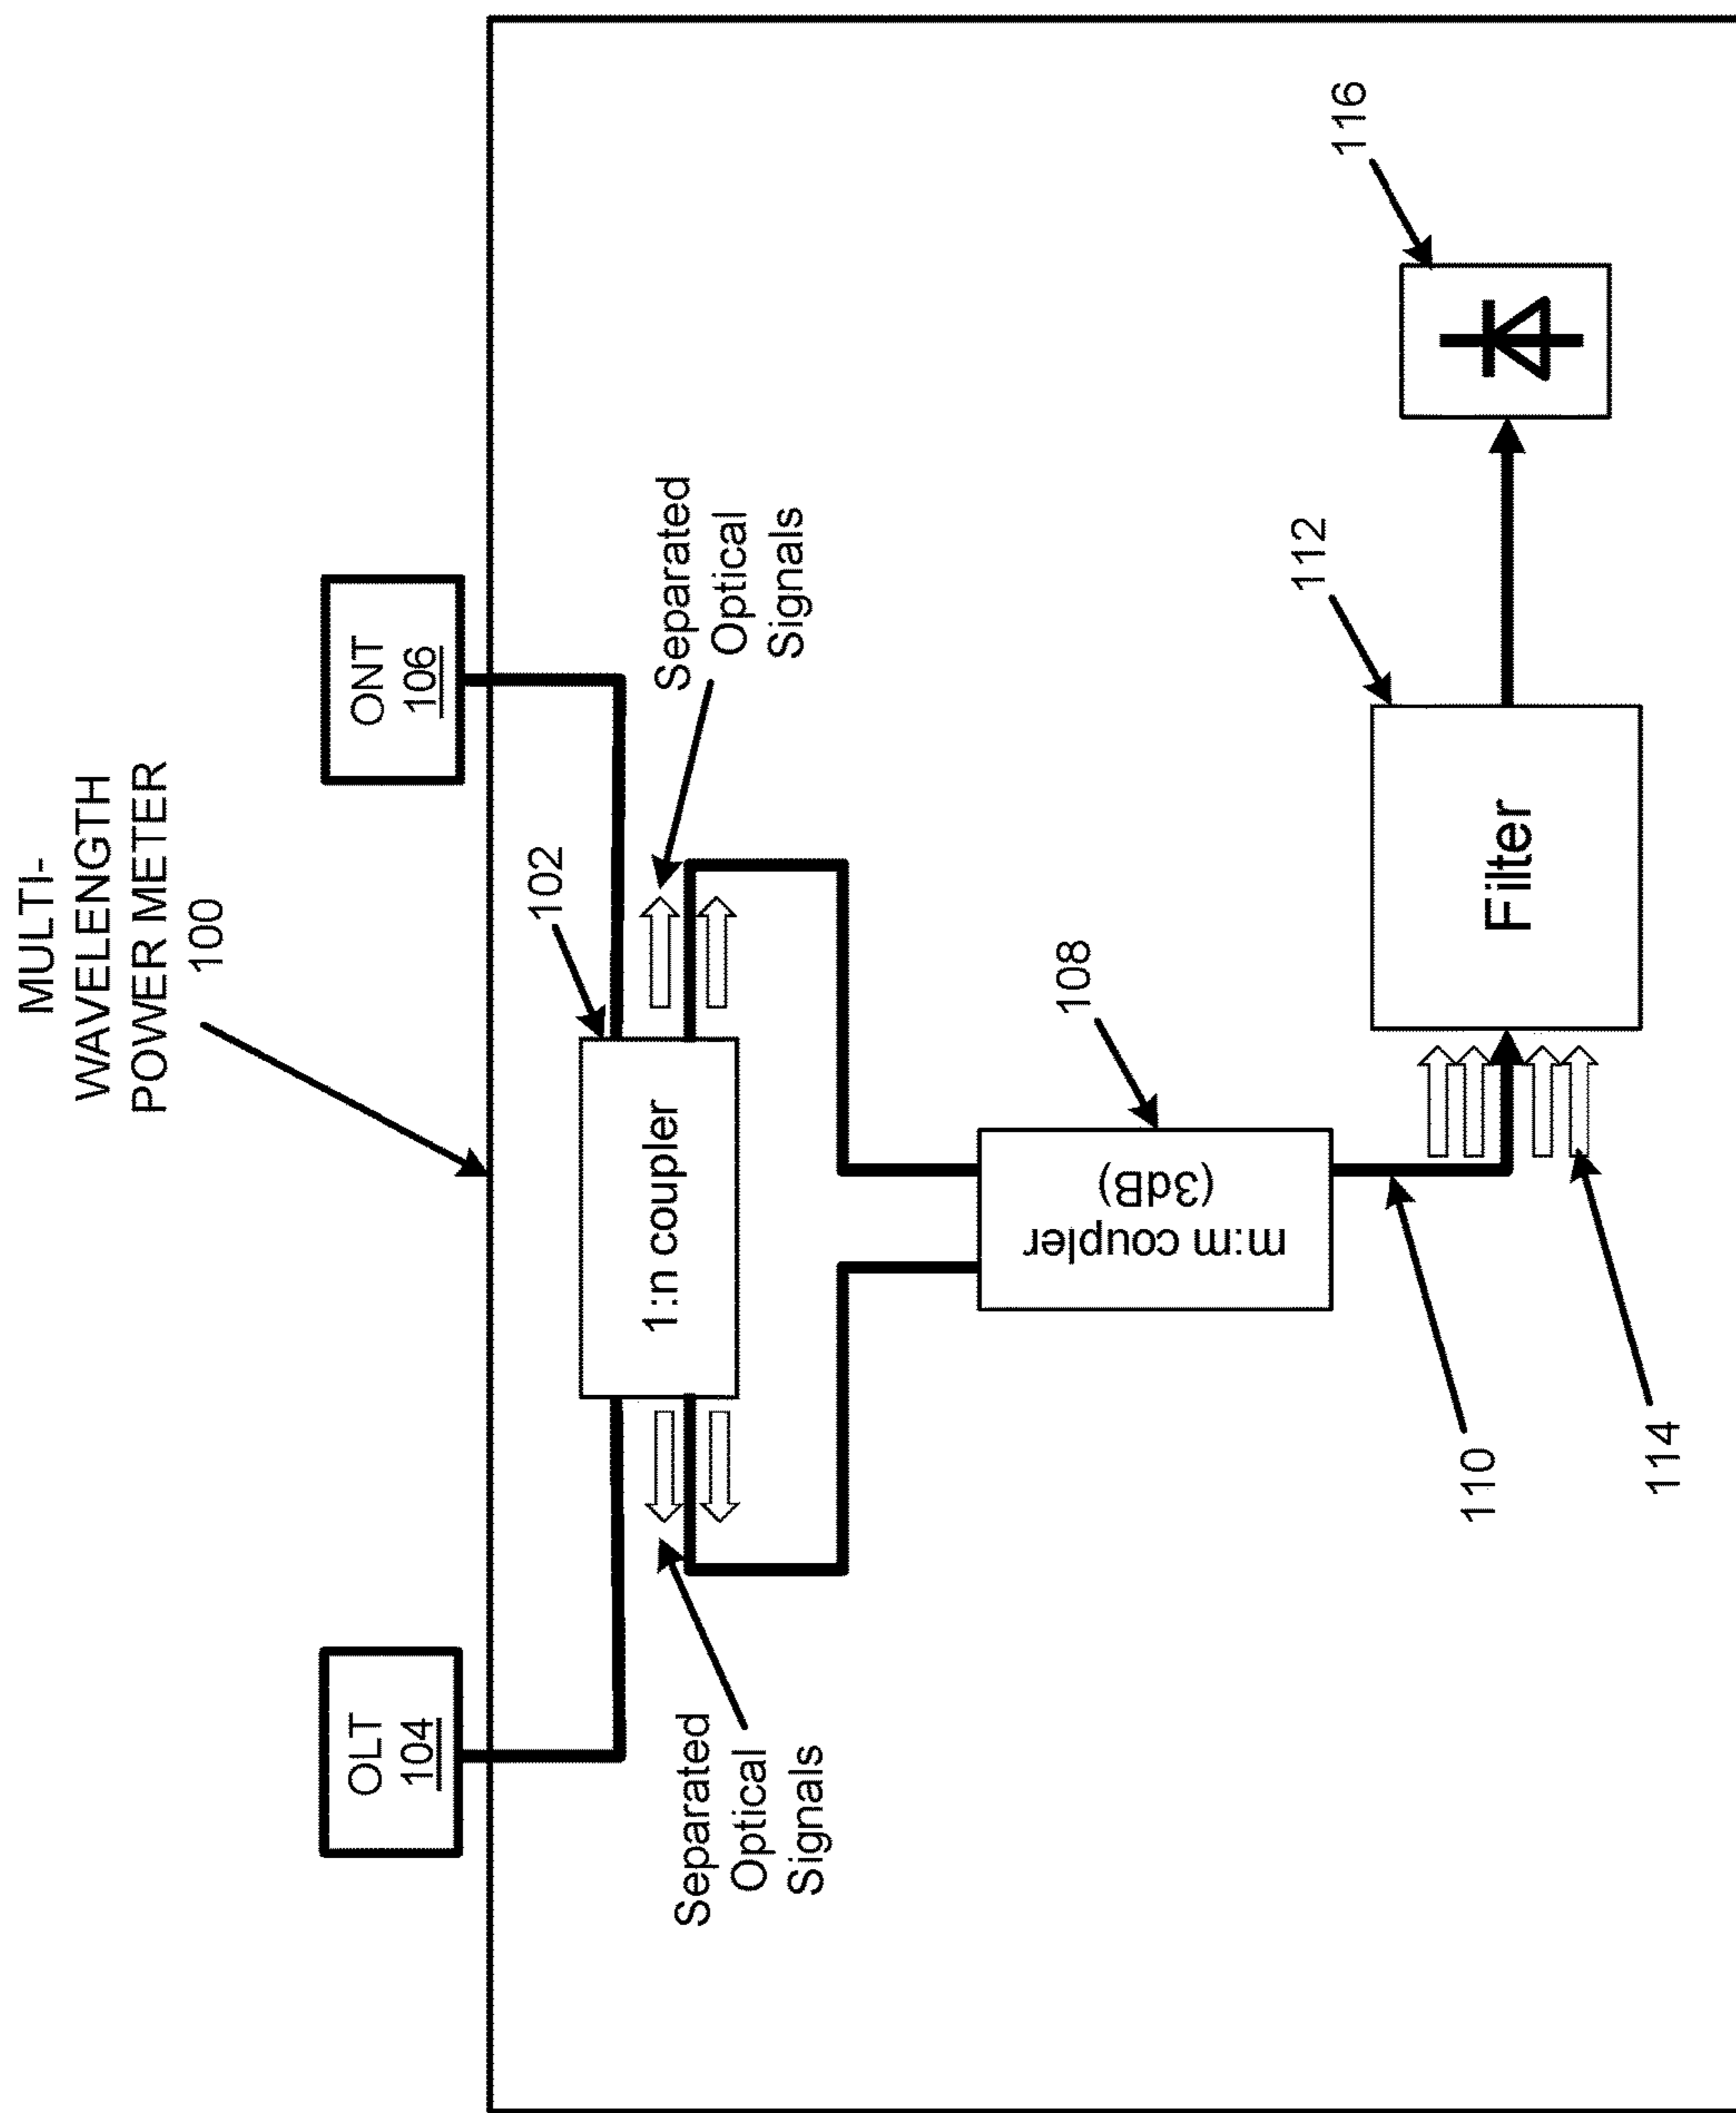 MULTI-
WAVELENGTH
POWER METER
100
OLT
104
ONT
106
102
1:n coupler
Separated
Optical
Signals
Separated
Optical
Signals
108
m:m coupler
(3dB)
110
114
112
Filter
116